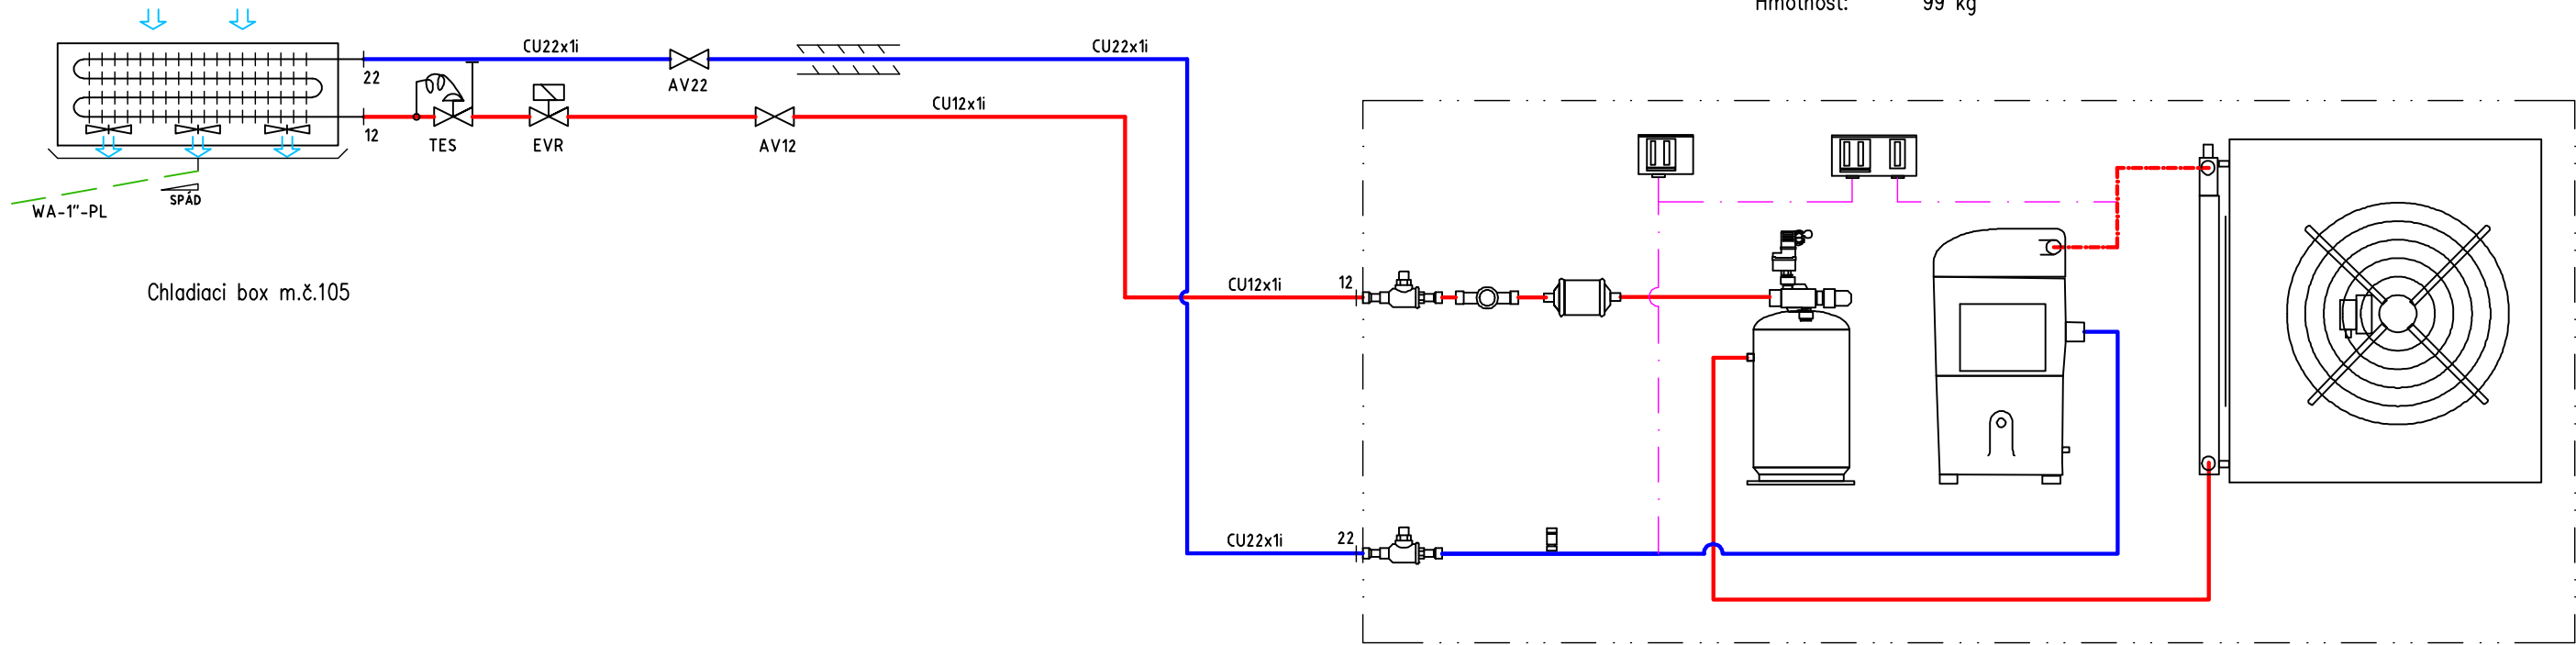 Hmotnosť: 99 kg
CU22x1i
CU22x1i
22
AV22
CU12x1i
12
TES
EVR
AV12
SPÁD
WA-1"-PL
Chladiaci box m.č.105
CU12x1i
12
CU22x1i
22